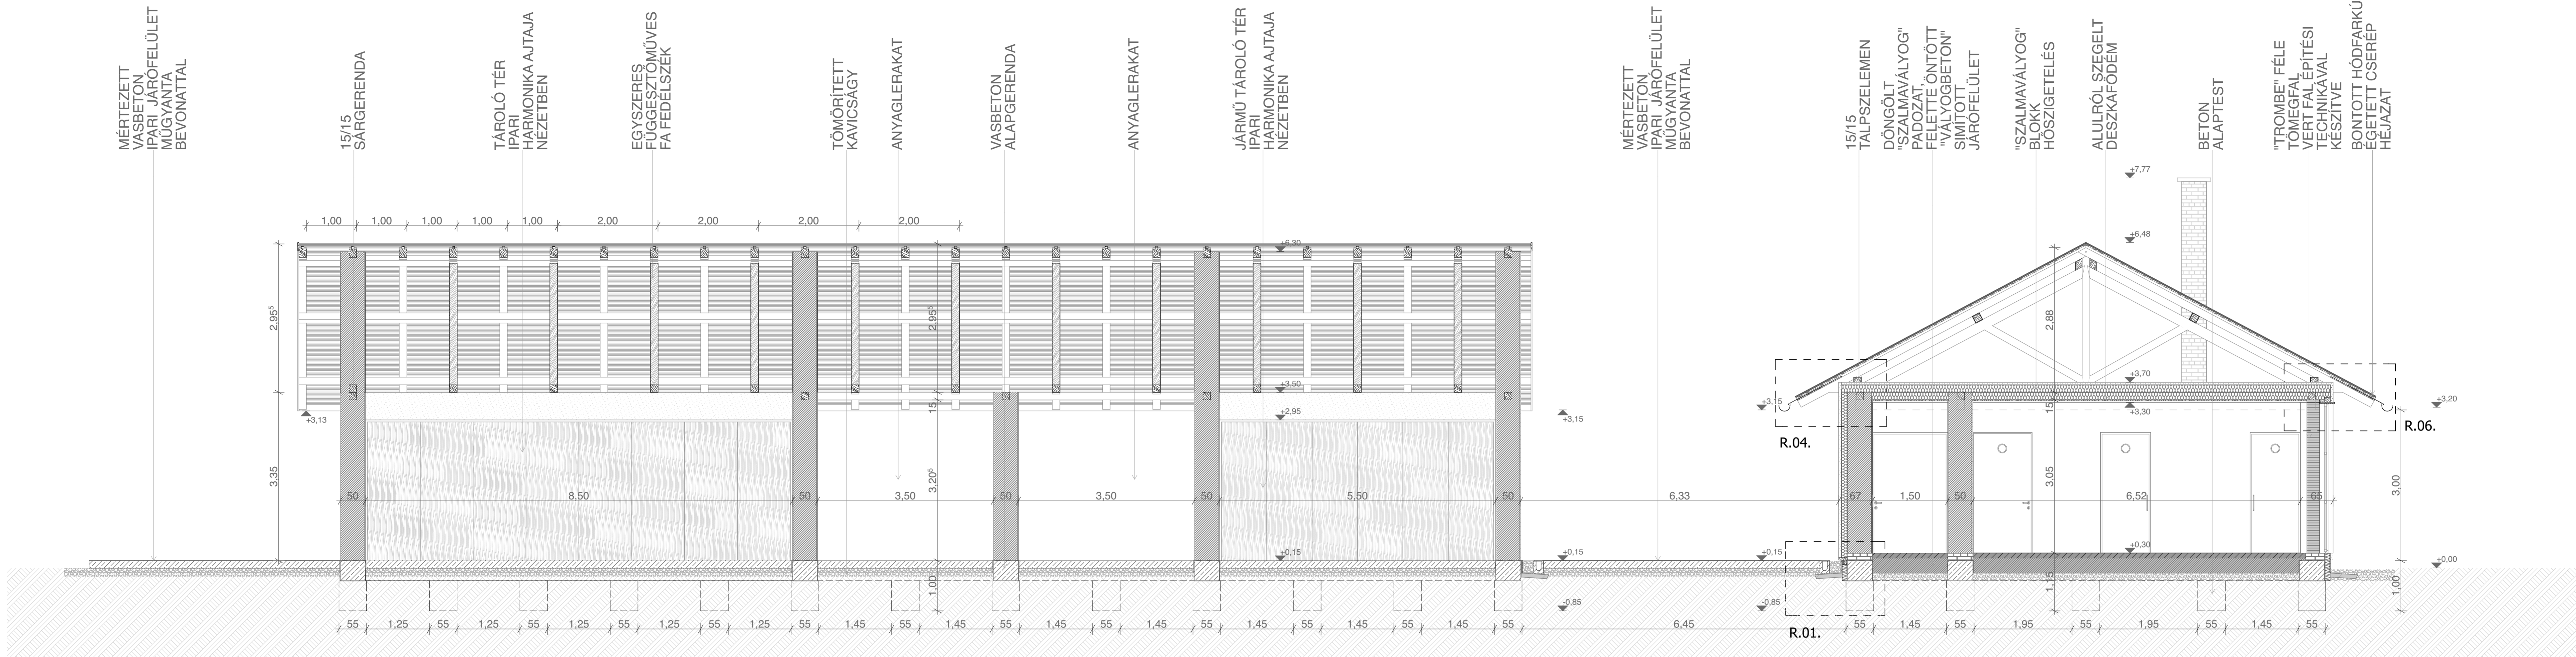 MÉRTEZETT
VASBETON
IPARI JÁRÓFELÜLET
MŰGYANTA
BEVONATTAL
15/15
SÁRGERENDA
TÁROLÓ TÉR
IPARI
HARMONIKA AJTAJA
NÉZETBEN
EGYSZERES
FÜGGESZTŐMŰVES
FA FEDÉLSZÉK
TÖMÖRÍTETT
KAVICSÁGY
ANYAGLERAKAT
VASBETON
ALAPGERENDA
ANYAGLERAKAT
JÁRMŰ TÁROLÓ TÉR
IPARI
HARMONIKA AJTAJA
NÉZETBEN
MÉRTEZETT
VASBETON
IPARI JÁRÓFELÜLET
MŰGYANTA
BEVONATTAL
15/15
TALPSZELEMEN
DÖNGÖLT
"SZALMAVÁLYOG"
PADOZAT,
FELETTE ÖNTÖTT
"VÁLYOGBETON"
SIMÍTOTT
JÁRÓFELÜLET
"SZALMAVÁLYOG"
BLOKK
HŐSZIGETELÉS
ALULRÓL SZEGELT
DESZKAFÖDÉM
BETON
ALAPTEST
"TROMBE" FÉLE
TÖMEGFAL
VERT FAL ÉPÍTÉSI
TECHNIKÁVAL
KÉSZÍTVE
BONTOTT HÓDFARKÚ
ÉGETETT CSERÉP
HÉJAZAT
+7,77
+6,48
1,00 1,00 1,00 1,00 1,00 2,00 2,00 2,00 2,00
+6,30
2,95⁵
2,95⁵
2,88
+3,70
+3,50
15
15
+3,13
+2,95
+3,15
+3,15
+3,30
+3,20
R.04.
R.06.
3,35
3,20⁵
3,05
3,00
50 8,50 50 3,50 50 3,50 50 5,50 50 6,33 67 1,50 50 6,52 65
+0,15
+0,15
+0,15
+0,30
+0,00
1,00
1,15
1,00
-0,85
-0,85
R.01.
55 1,25 55 1,25 55 1,25 55 1,25 55 1,25 55 1,45 55 1,45 55 1,45 55 1,45 55 1,45 55 1,45 55 1,45 55 6,45 55 1,45 55 1,95 55 1,95 55 1,45 55